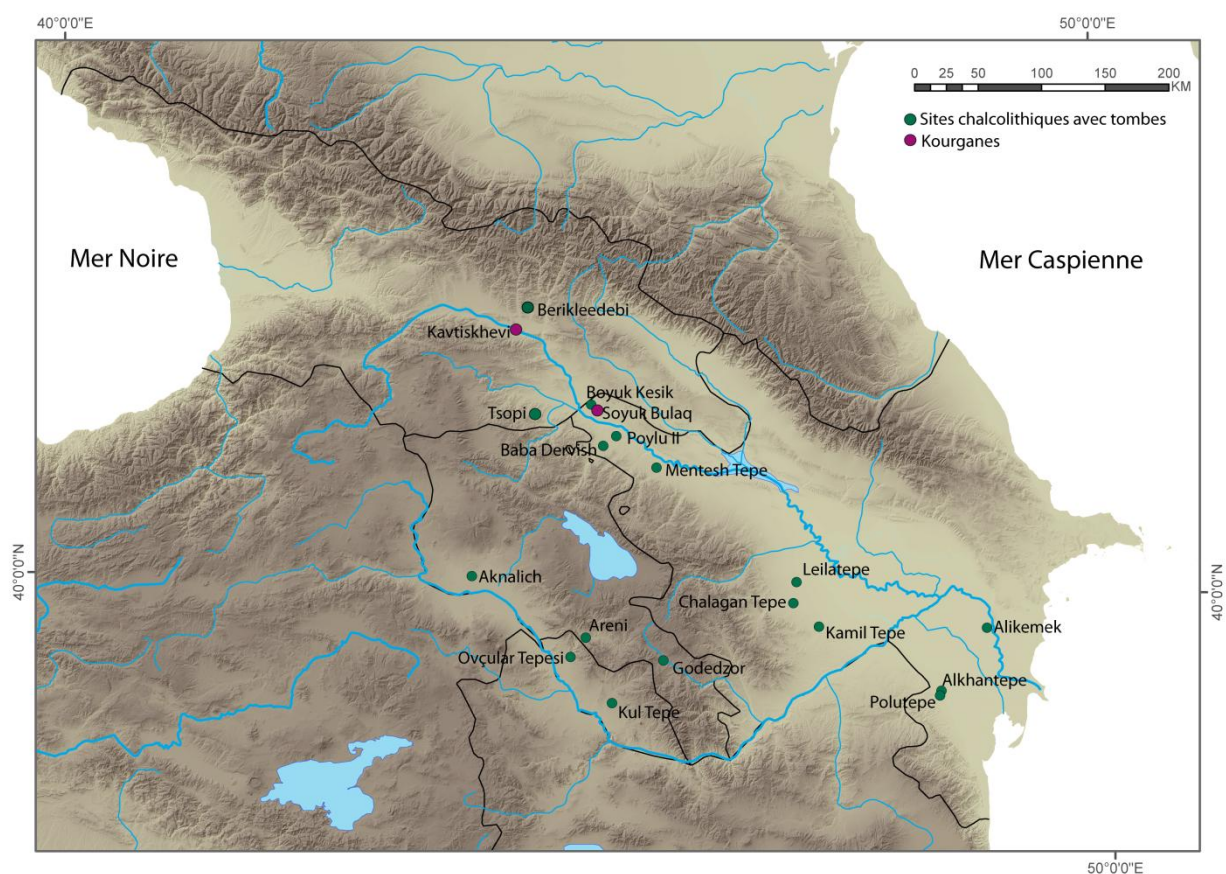 40°0'0"E
50°0'0"E
0 25 50 100 150 200
KM
Sites chalcolithiques avec tombes
Kourganes
Mer Noire
Mer Caspienne
Berikleedebi
Kavtiskhevi
Boyuk Kesik
Tsopi
Soyuk Bulaq
Poylu II
Baba Dervish
Mentesh Tepe
40°0'0"N
Aknalich
Leilatepe
40°0'0"N
Chalagan Tepe
Areni
Kamil Tepe
Alikemek
Ovçular Tepesi
Godedzor
Alkhantepe
Polutepe
Kul Tepe
50°0'0"E